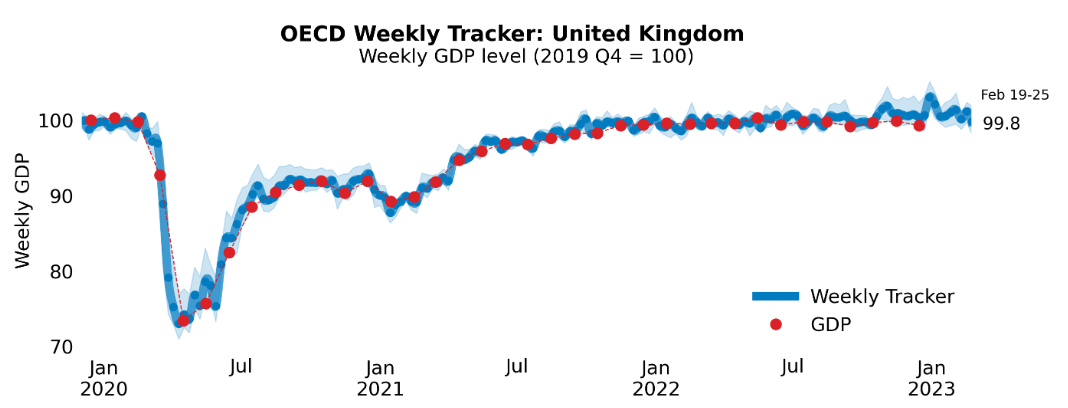 OECD Weekly Tracker: United Kingdom
Weekly GDP level (2019 Q4 = 100)
Feb 19-25
99.8
Weekly GDP
100
90
80
70
Weekly Tracker
GDP
Jan
2020
Jul
Jan
2021
Jul
Jan
2022
Jul
Jan
2023